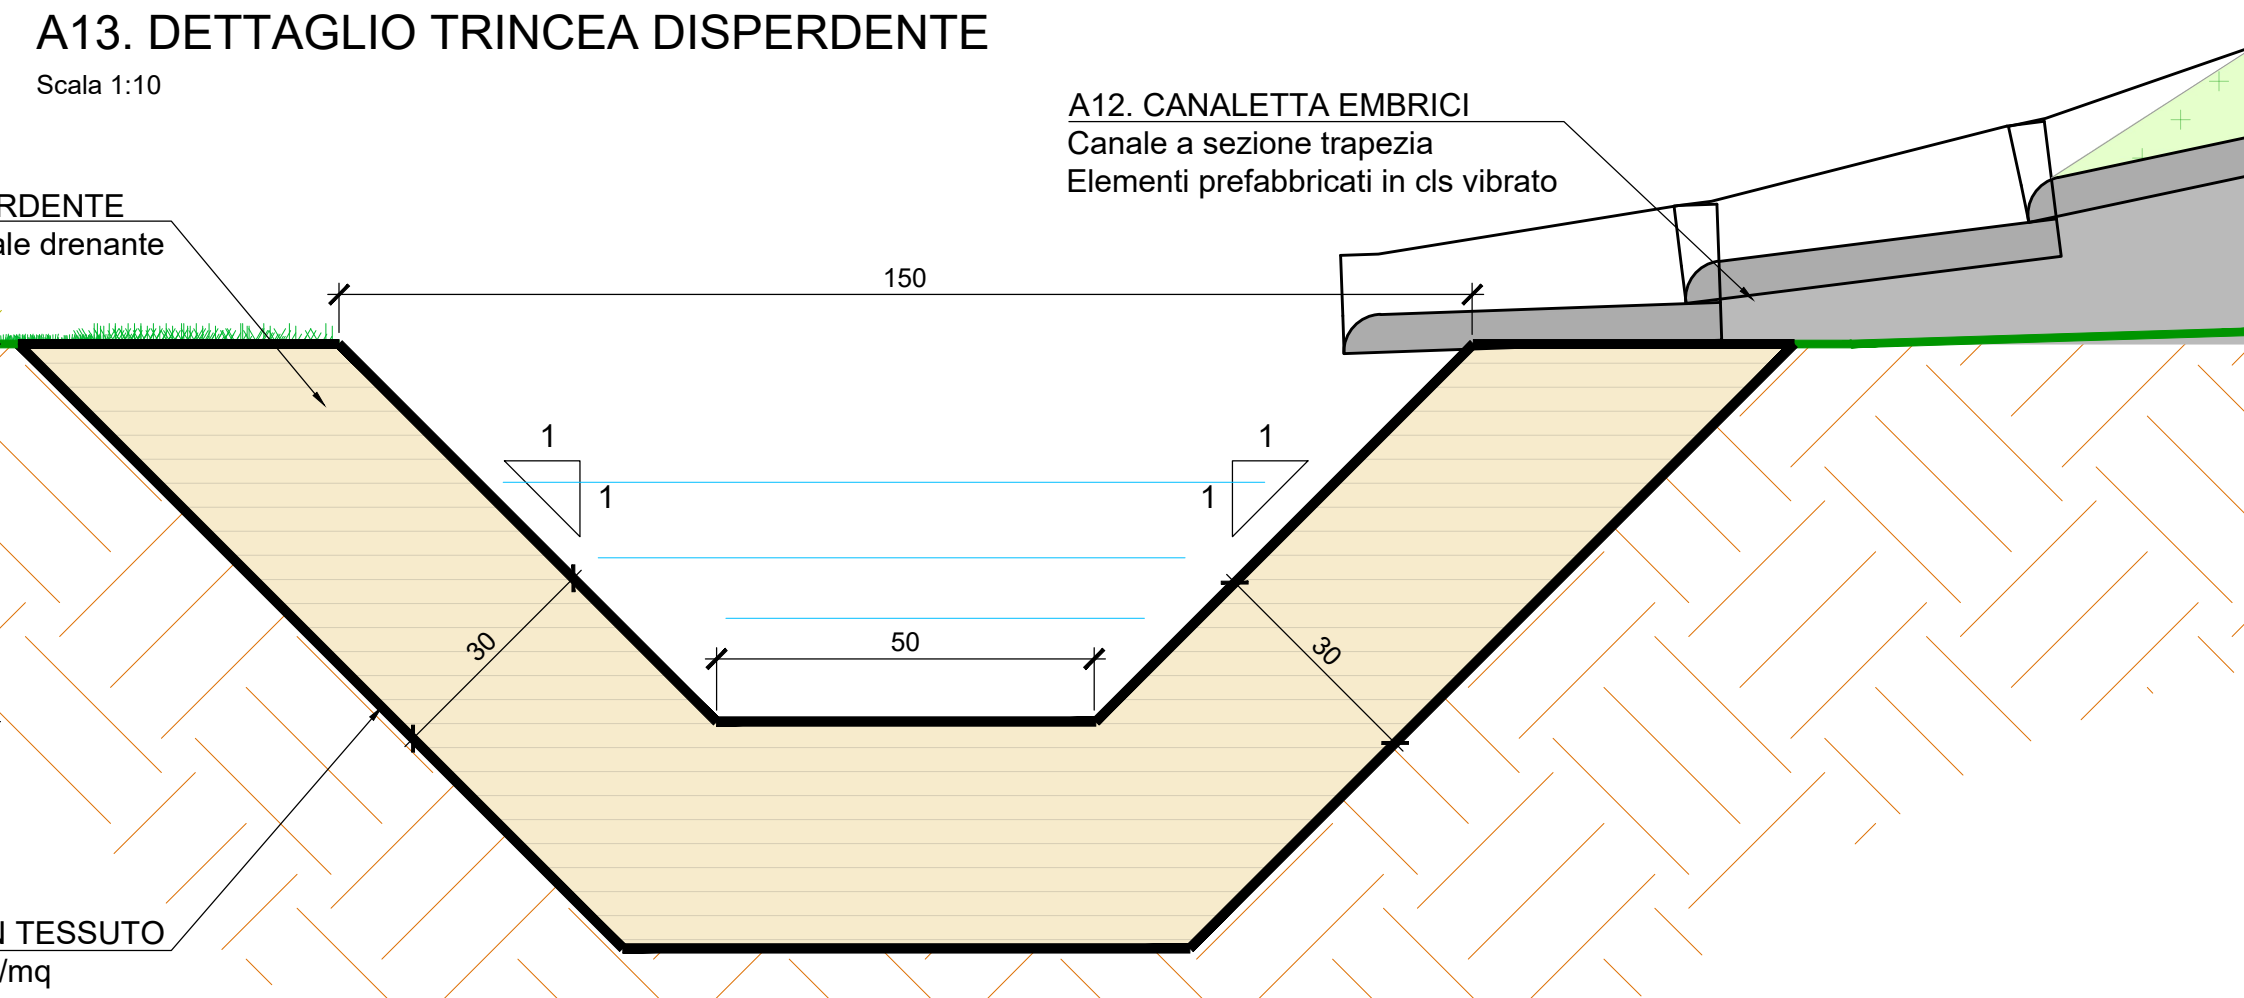 A13. DETTAGLIO TRINCEA DISPERDENTE
Scala 1:10
A12. CANALETTA EMBRICI
Canale a sezione trapezia
Elementi prefabbricati in cls vibrato
RDENTE
ale drenante
150
1
1
1
1
30
50
30
N TESSUTO
/mq